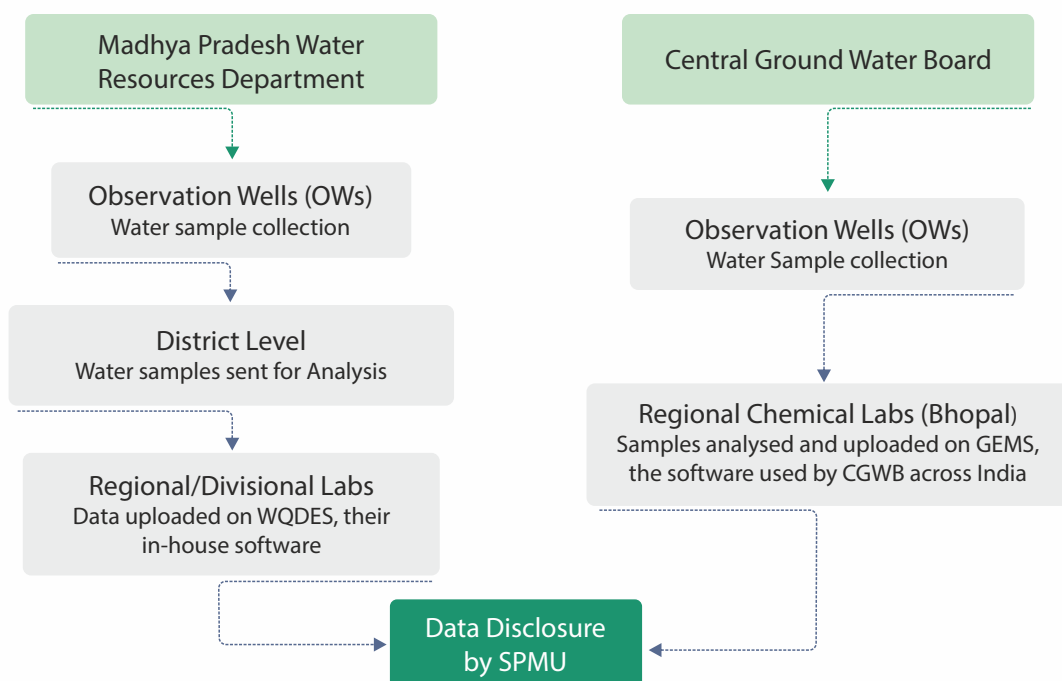 Madhya Pradesh Water
Resources Department
Observation Wells (OWs)
Water sample collection
District Level
Water samples sent for Analysis
Regional/Divisional Labs
Data uploaded on WQDES, their
in-house software
Central Ground Water Board
Observation Wells (OWs)
Water Sample collection
Regional Chemical Labs (Bhopal)
Samples analysed and uploaded on GEMS,
the software used by CGWB across India
Data Disclosure
by SPMU